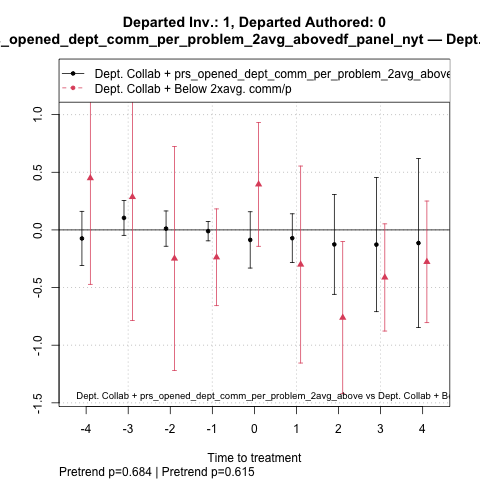 Departed Inv.: 1, Departed Authored: 0
s_opened_dept_comm_per_problem_2avg_abovedf_panel_nyt — Dept.
Dept. Collab + prs_opened_dept_comm_per_problem_2avg_above
Dept. Collab + Below 2xavg. comm/p
1.0
0.5
0.0
-0.5
-1.0
-1.5
Dept. Collab + prs_opened_dept_comm_per_problem_2avg_above vs Dept. Collab + Be
-4 -3 -2 -1 0 1 2 3 4
Time to treatment
Pretrend p=0.684 | Pretrend p=0.615